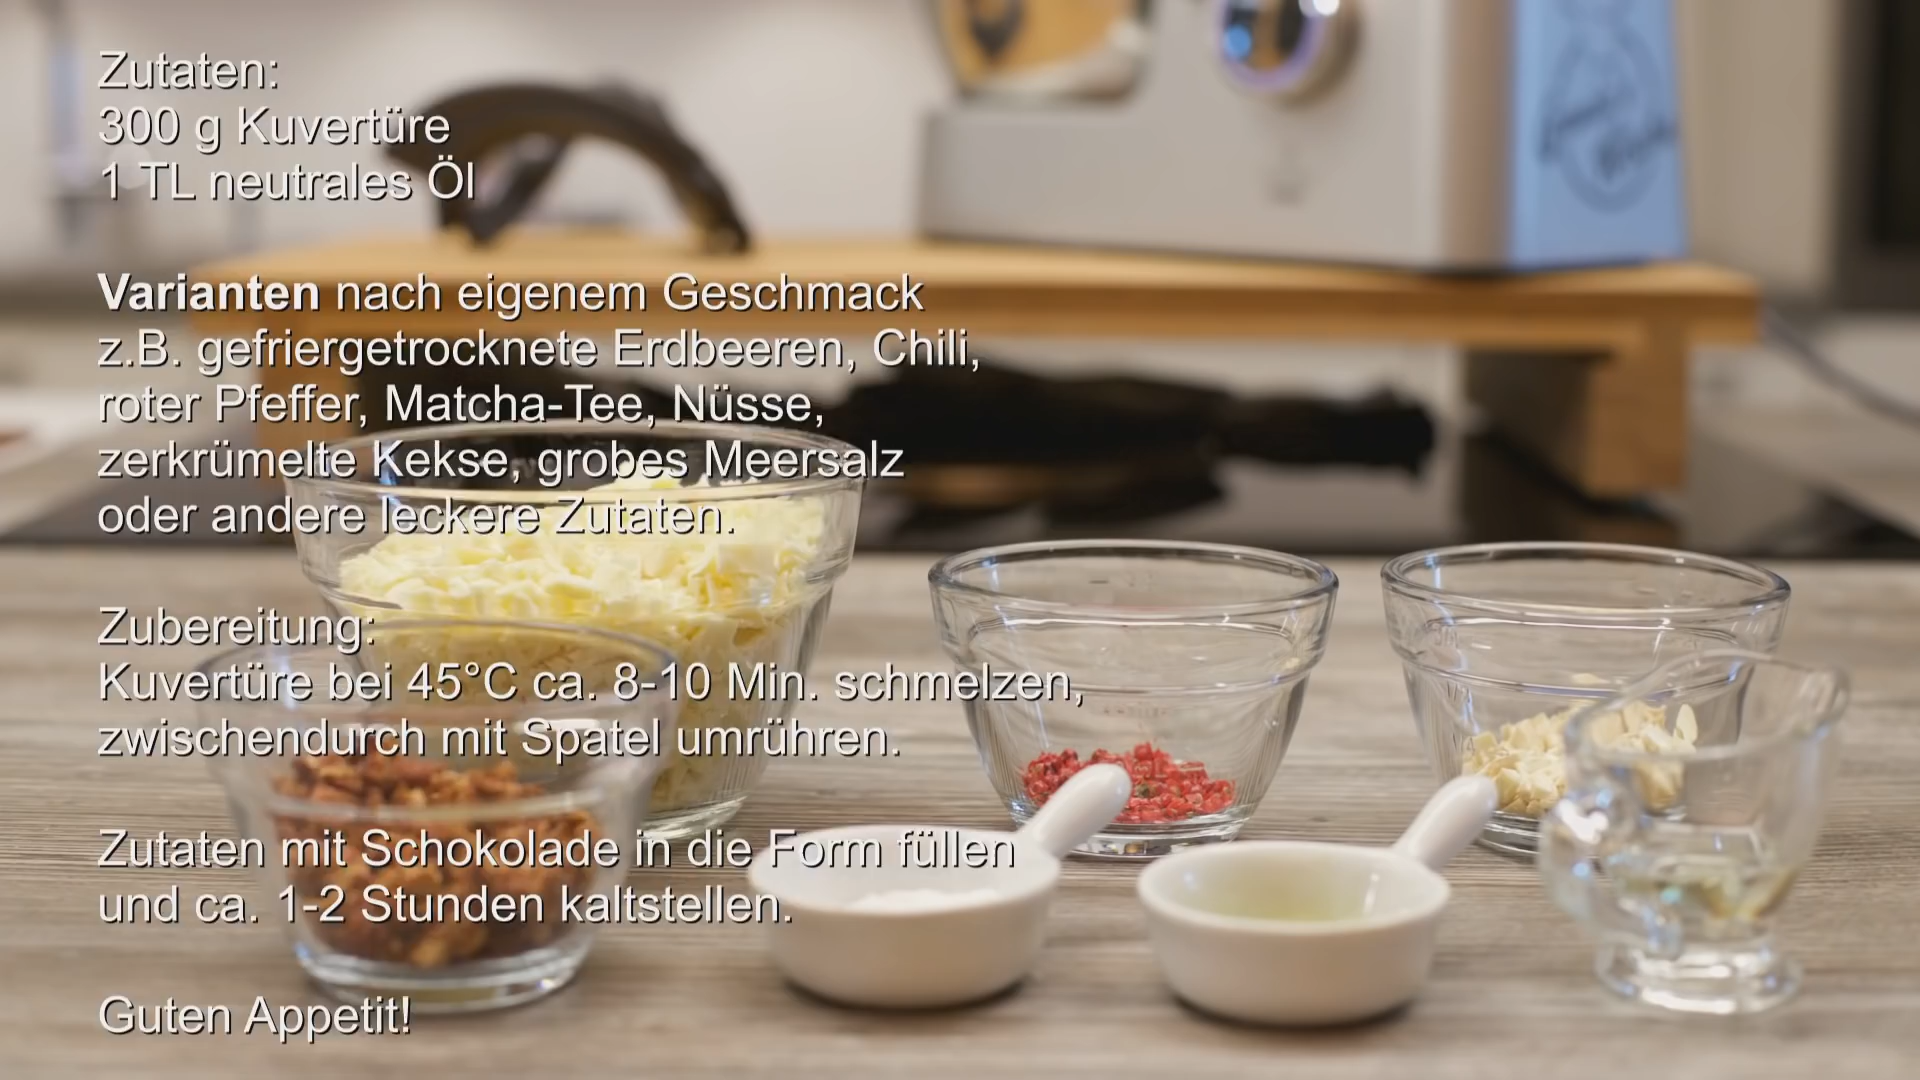 Zutaten:
300 g Kuvertüre
1 TL neutrales Öl
Varianten nach eigenem Geschmack
z.B. gefriergetrocknete Erdbeeren, Chili,
roter Pfeffer, Matcha-Tee, Nüsse,
zerkrümelte Kekse, grobes Meersalz
oder andere leckere Zutaten.
Zubereitung:
Kuvertüre bei 45°C ca. 8-10 Min. schmelzen,
zwischendurch mit Spatel umrühren.
Zutaten mit Schokolade in die Form füllen
und ca. 1-2 Stunden kaltstellen.
Guten Appetit!